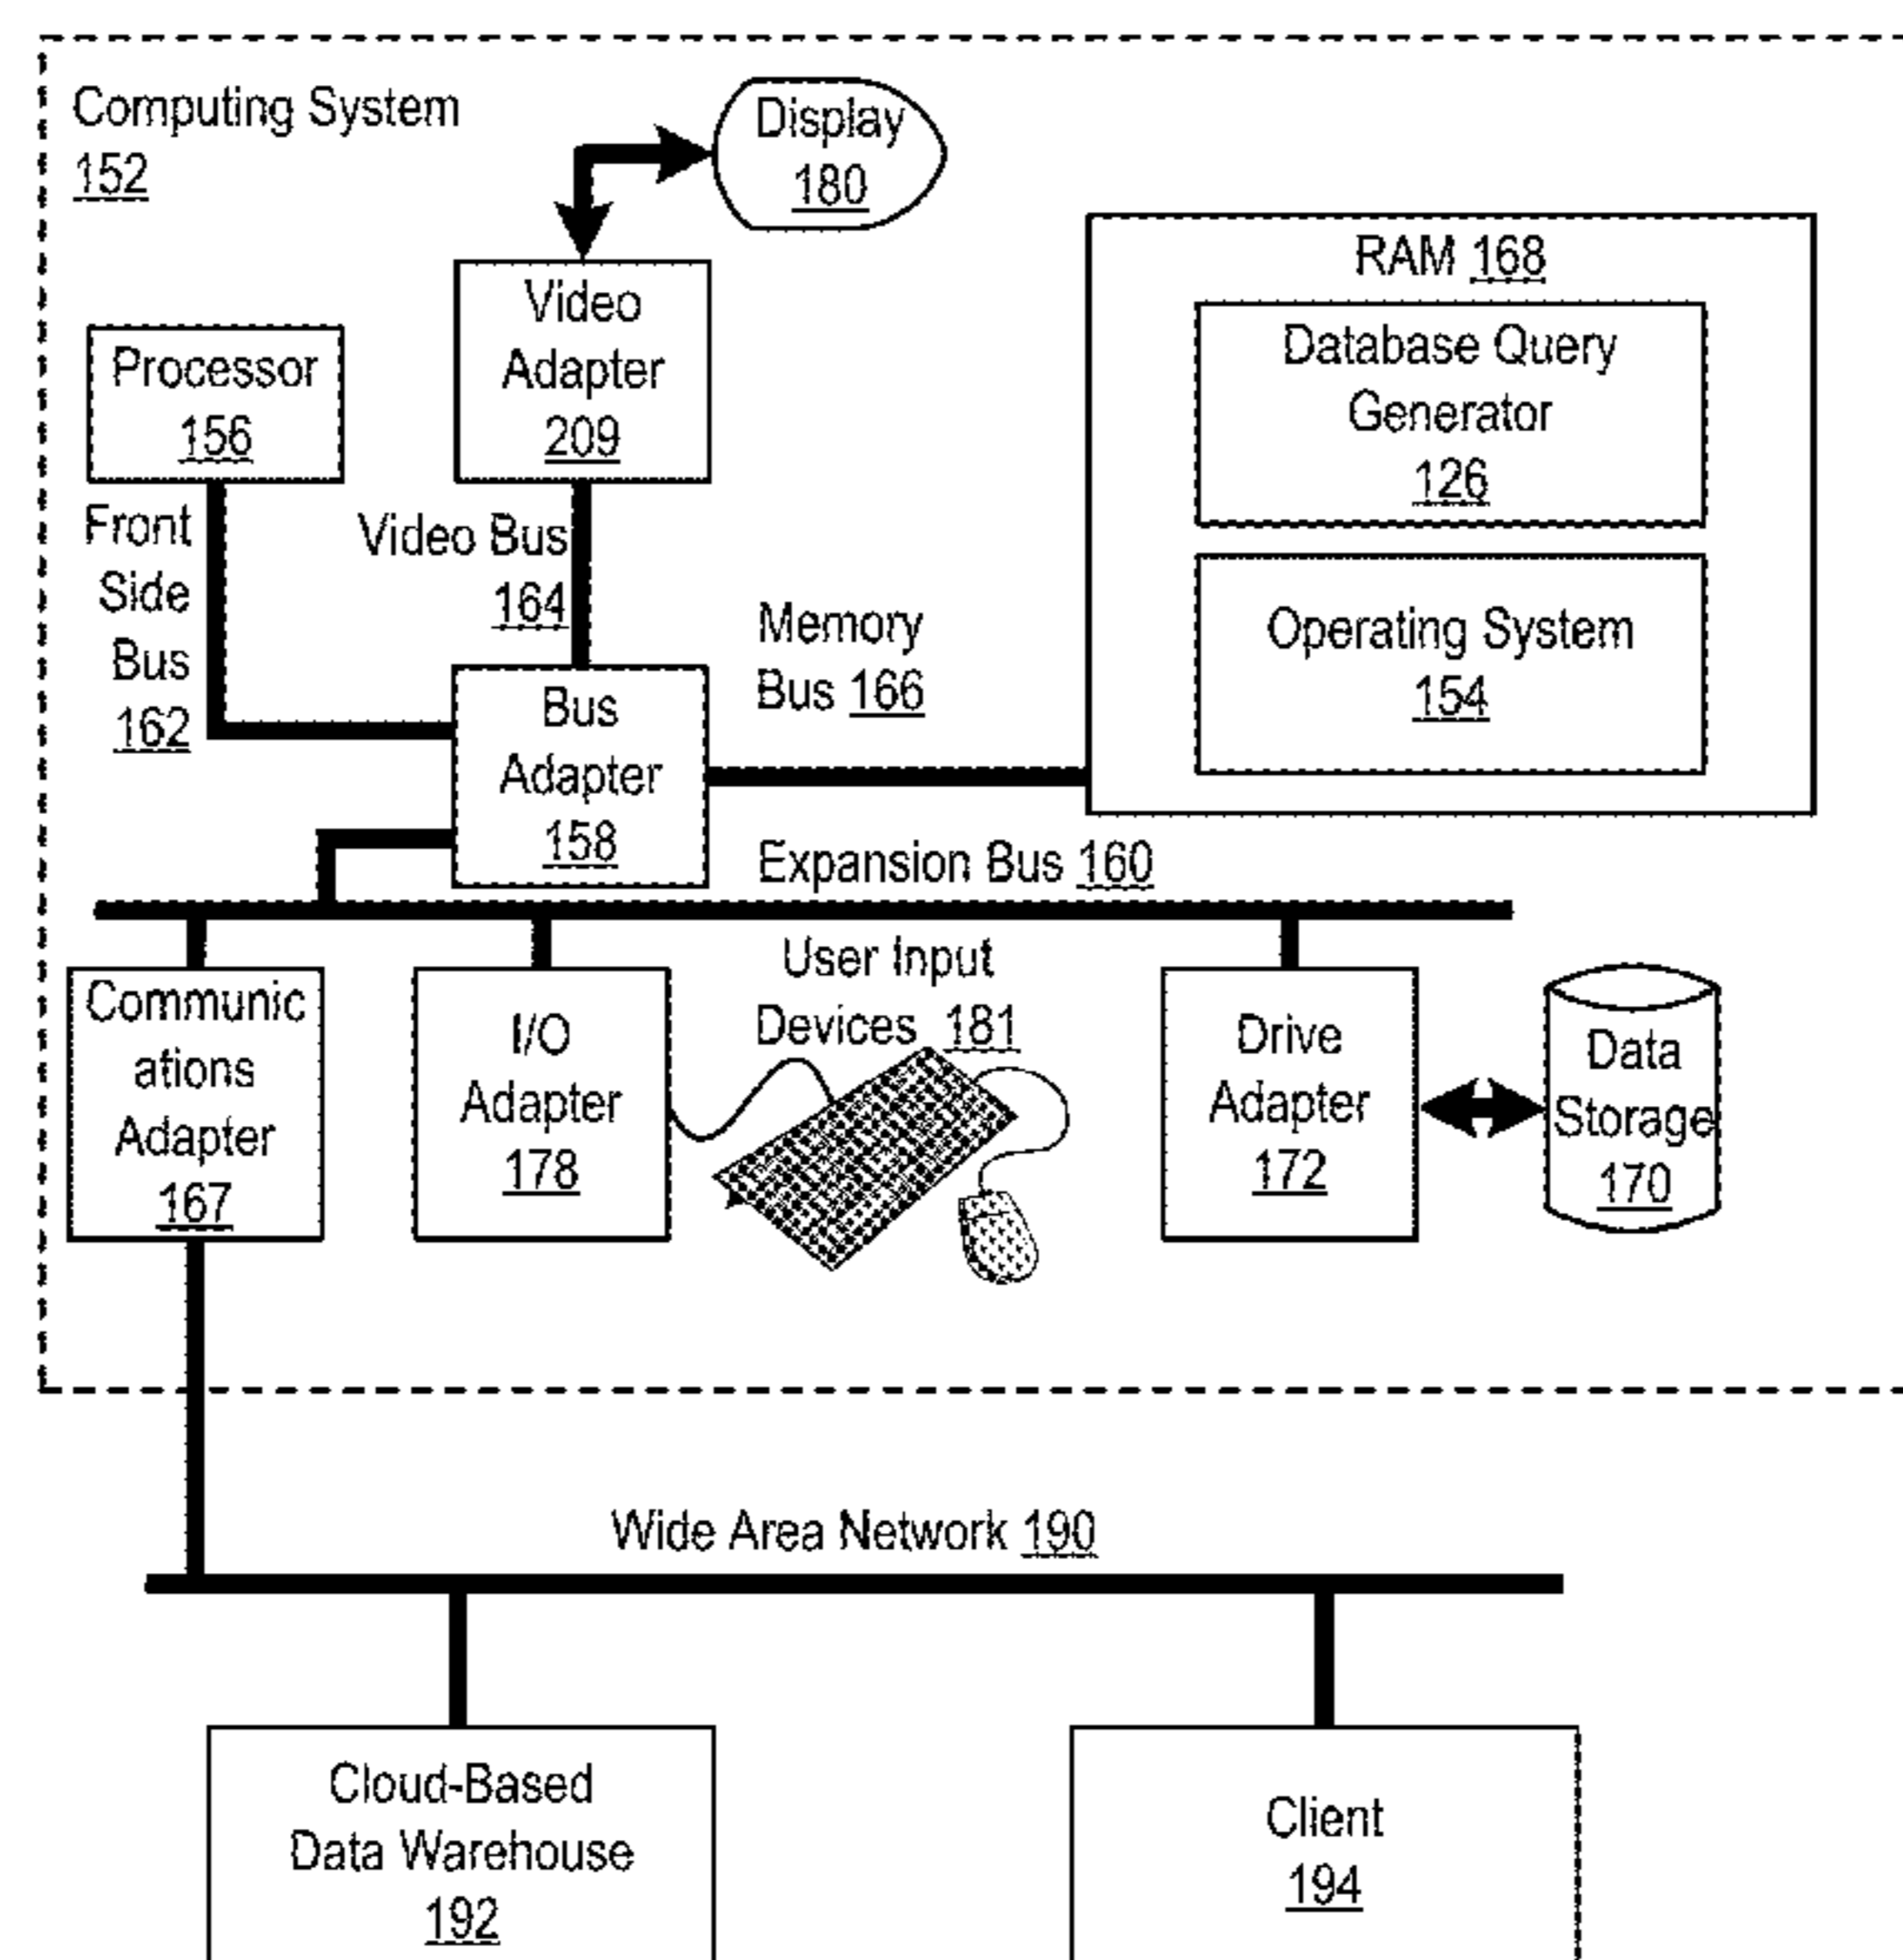 Computing System
152
Display
180
Video
Adapter
209
Processor
156
RAM 168
Database Query
Generator
126
Operating System
154
Front
Side
Bus
162
Video Bus
164
Memory
Bus 166
Bus
Adapter
158
Expansion Bus 160
Communic
ations
Adapter
167
I/O
Adapter
178
User Input
Devices 181
Drive
Adapter
172
Data
Storage
170
Wide Area Network 190
Cloud-Based
Data Warehouse
192
Client
194